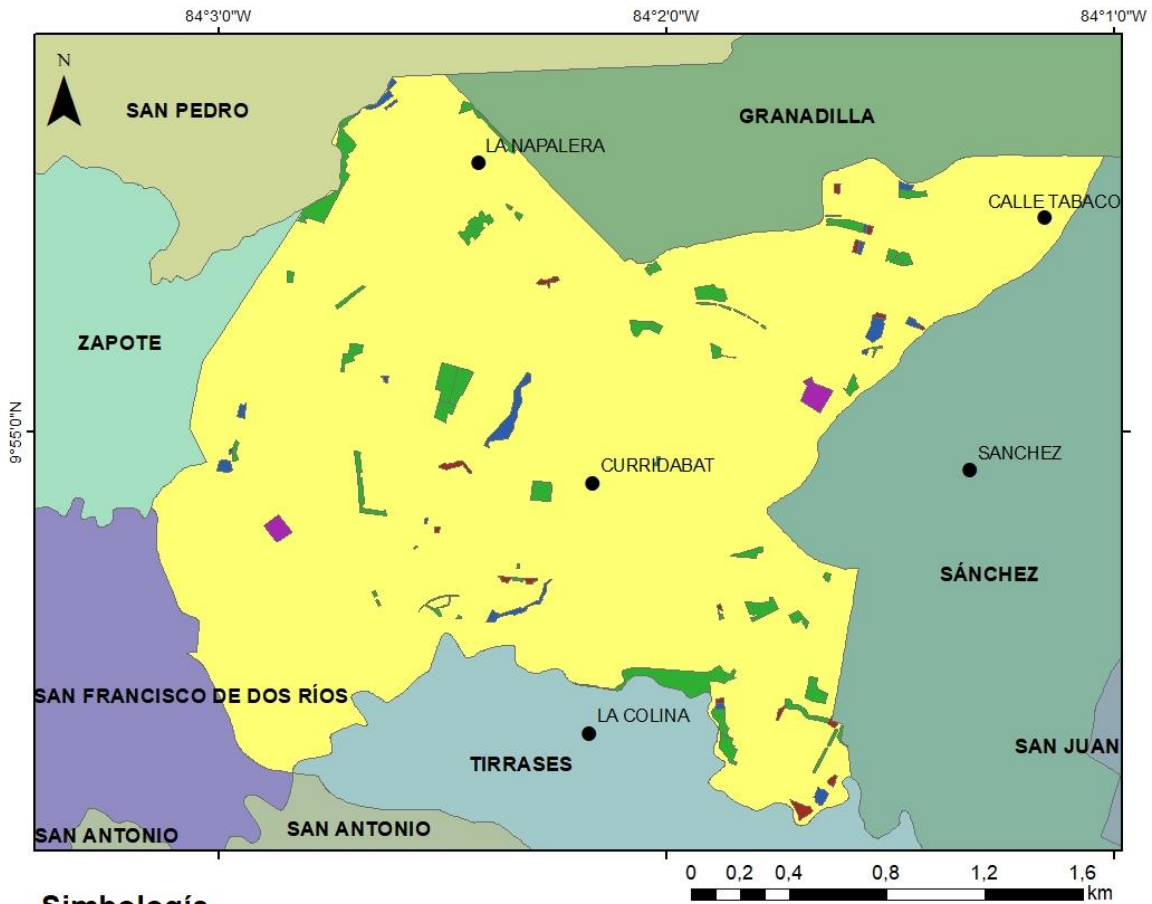 84°3'0"W 84°2'0"W 84°1'0"W
N
SAN PEDRO
GRANADILLA
LA NAPALERA
CALLE TABACO
ZAPOTE
9°55'0"N
CURRIDABAT
SANCHEZ
SÁNCHEZ
SAN FRANCISCO DE DOS RÍOS
LA COLINA
SAN JUAN
TIRRASES
SAN ANTONIO
SAN ANTONIO
0 0,2 0,4 0,8 1,2 1,6
km
Simbología